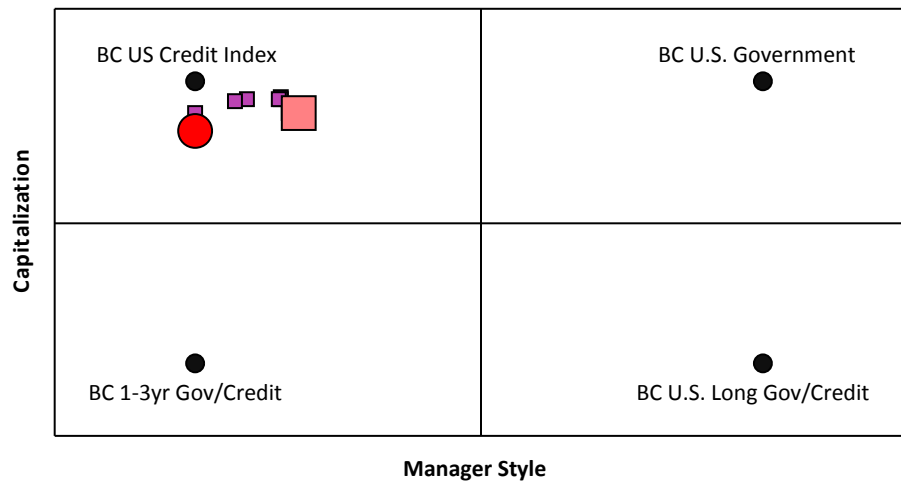 BC US Credit Index
BC U.S. Government
Capitalization
BC 1-3yr Gov/Credit
BC U.S. Long Gov/Credit
Manager Style